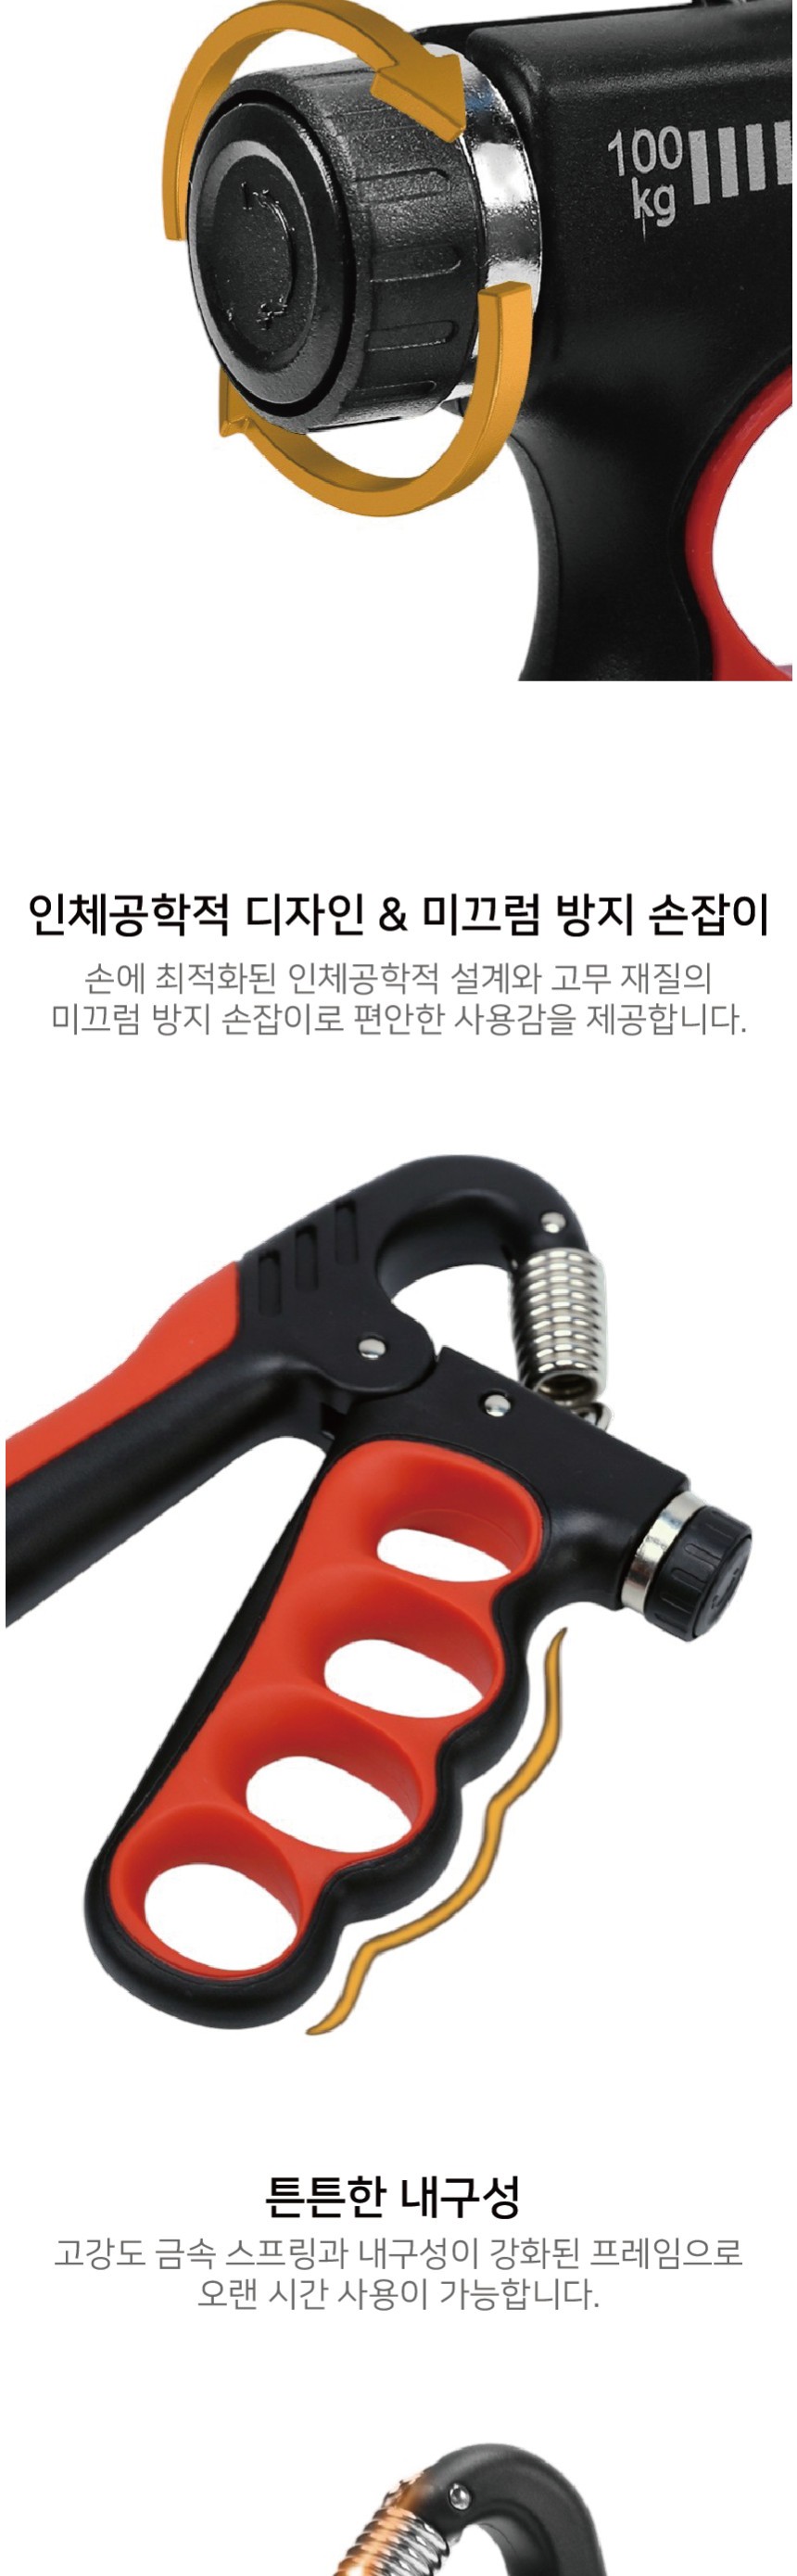 100
kg
인체공학적 디자인 & 미끄럼 방지 손잡이
손에 최적화된 인체공학적 설계와 고무 재질의
미끄럼 방지 손잡이로 편안한 사용감을 제공합니다.
튼튼한 내구성
고강도 금속 스프링과 내구성이 강화된 프레임으로
오랜 시간 사용이 가능합니다.